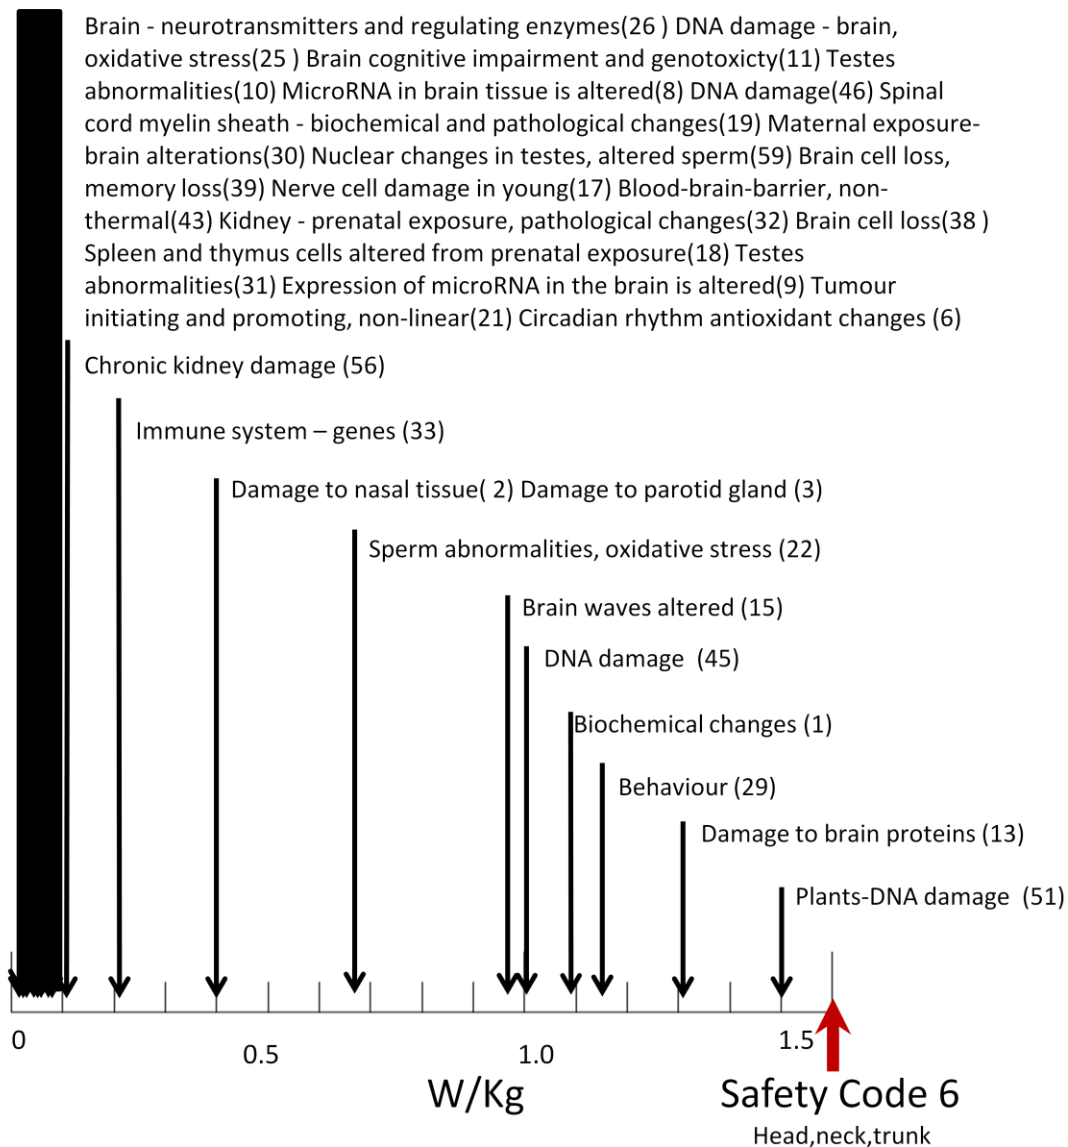 Brain - neurotransmitters and regulating enzymes(26 ) DNA damage - brain,
oxidative stress(25 ) Brain cognitive impairment and genotoxicty(11) Testes
abnormalities(10) MicroRNA in brain tissue is altered(8) DNA damage(46) Spinal
cord myelin sheath - biochemical and pathological changes(19) Maternal exposure-
brain alterations(30) Nuclear changes in testes, altered sperm(59) Brain cell loss,
memory loss(39) Nerve cell damage in young(17) Blood-brain-barrier, non-
thermal(43) Kidney - prenatal exposure, pathological changes(32) Brain cell loss(38 )
Spleen and thymus cells altered from prenatal exposure(18) Testes
abnormalities(31) Expression of microRNA in the brain is altered(9) Tumour
initiating and promoting, non-linear(21) Circadian rhythm antioxidant changes (6)
Chronic kidney damage (56)
Immune system – genes (33)
Damage to nasal tissue( 2) Damage to parotid gland (3)
Sperm abnormalities, oxidative stress (22)
Brain waves altered (15)
DNA damage (45)
Biochemical changes (1)
Behaviour (29)
Damage to brain proteins (13)
Plants-DNA damage (51)
0 0.5 1.0 1.5
W/Kg
Safety Code 6
Head,neck,trunk